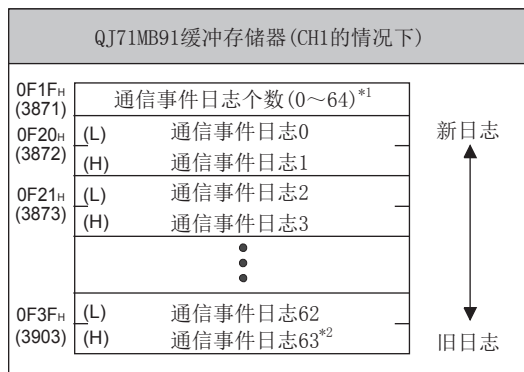 QJ71MB91缓冲存储器(CH1的情况下)
0F1FH (3871) 通信事件日志个数(0～64)*1
0F20H (3872) (L) 通信事件日志0 新日志
(H) 通信事件日志1
0F21H (3873) (L) 通信事件日志2
(H) 通信事件日志3
0F3FH (3903) (L) 通信事件日志62
(H) 通信事件日志63*2 旧日志